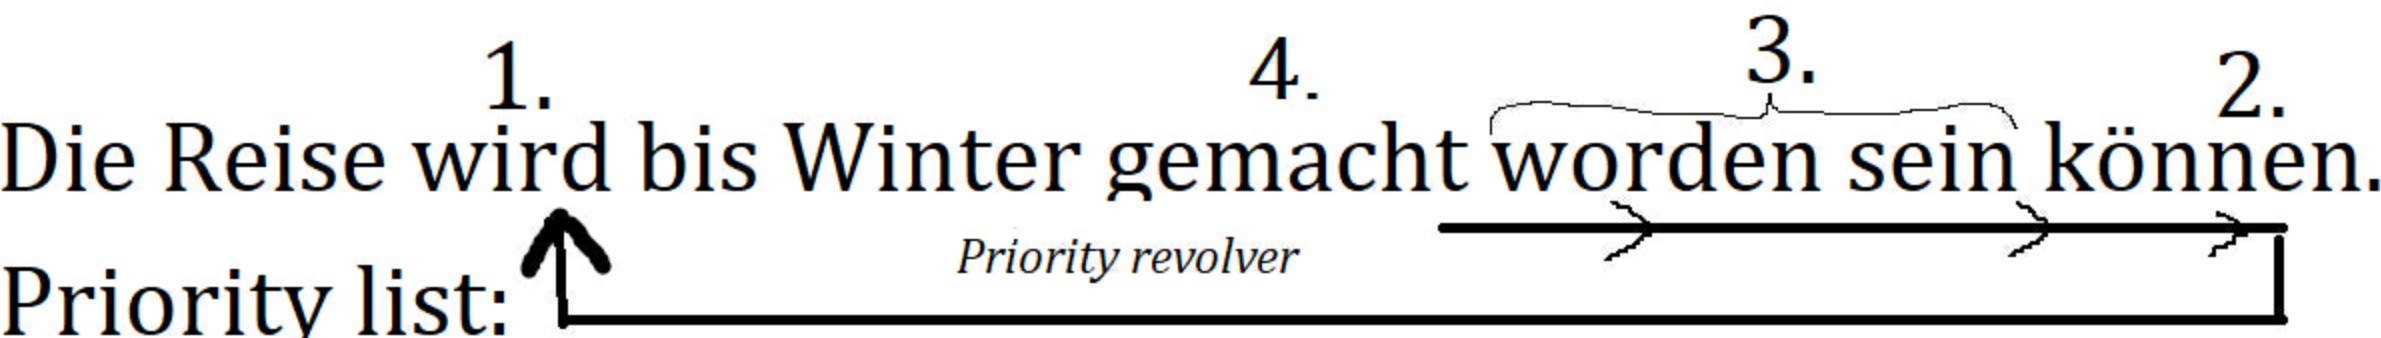 1. 4. 3. 2.
Die Reise wird bis Winter gemacht worden sein können.
Priority revolver
Priority list: